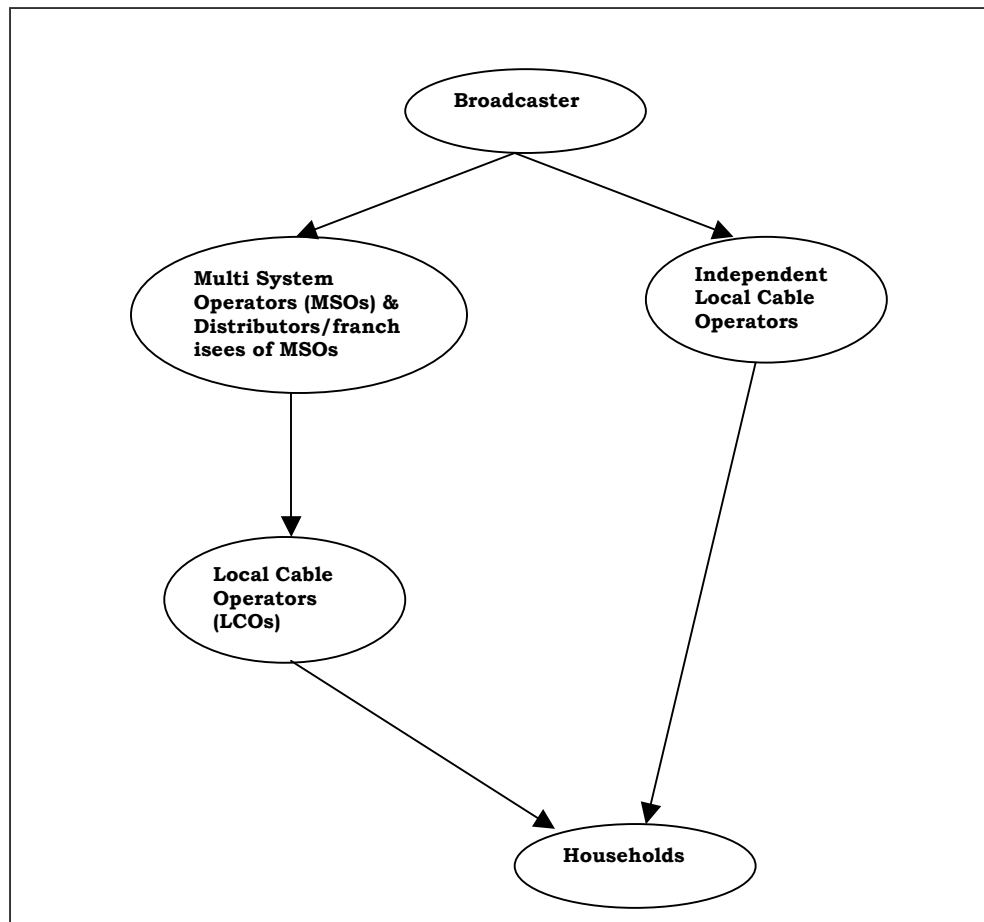 Broadcaster
Multi System
Operators (MSOs) &
Distributors/franch
isees of MSOs
Independent
Local Cable
Operators
Local Cable
Operators
(LCOs)
Households